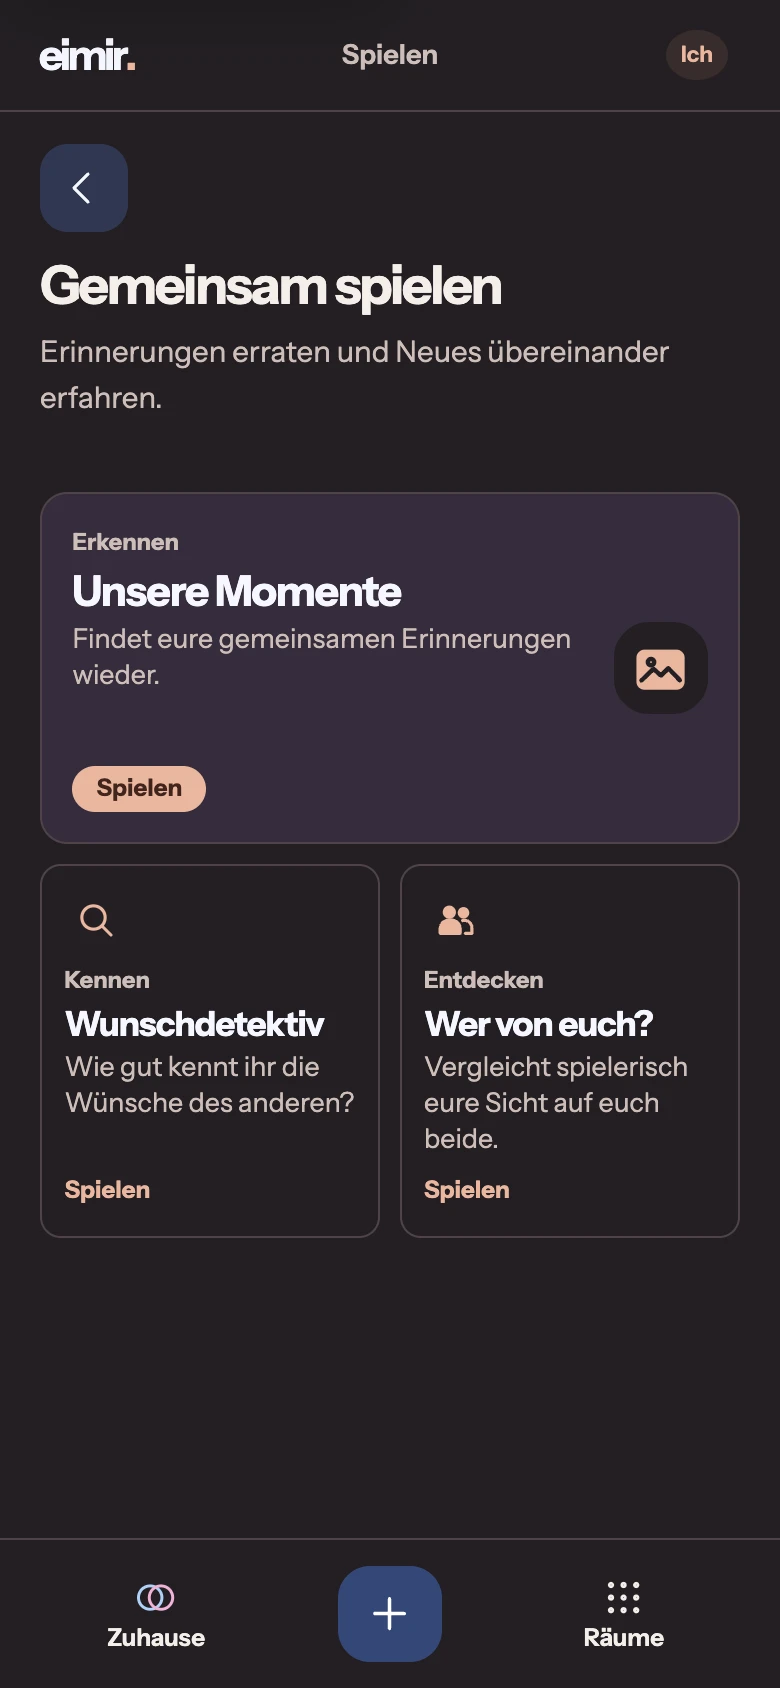 eimir.
Spielen
Ich
Gemeinsam spielen
Erinnerungen erraten und Neues übereinander
erfahren.
Erkennen
Unsere Momente
Findet eure gemeinsamen Erinnerungen
wieder.
Spielen
Kennen
Wunschdetektiv
Wie gut kennt ihr die
Wünsche des anderen?
Spielen
Entdecken
Wer von euch?
Vergleicht spielerisch
eure Sicht auf euch
beide.
Spielen
Zuhause
Räume